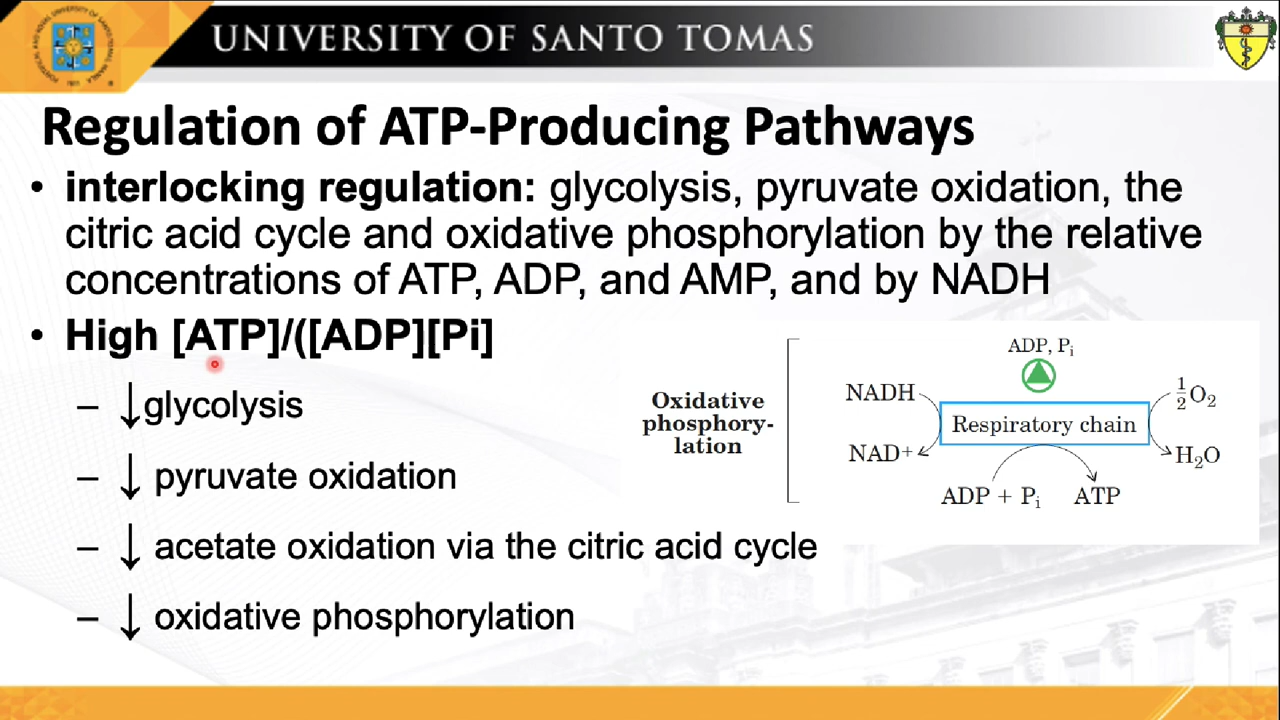 UNIVERSITY OF SANTO TOMAS
Regulation of ATP-Producing Pathways
• interlocking regulation: glycolysis, pyruvate oxidation, the
citric acid cycle and oxidative phosphorylation by the relative
concentrations of ATP, ADP, and AMP, and by NADH
• High [ATP]/([ADP][Pi]
– ↓glycolysis
– ↓ pyruvate oxidation
– ↓ acetate oxidation via the citric acid cycle
– ↓ oxidative phosphorylation
Oxidative
phosphory-
lation
ADP, Pi
NADH
1/2 O2
Respiratory chain
NAD+
H2O
ADP + Pi
ATP